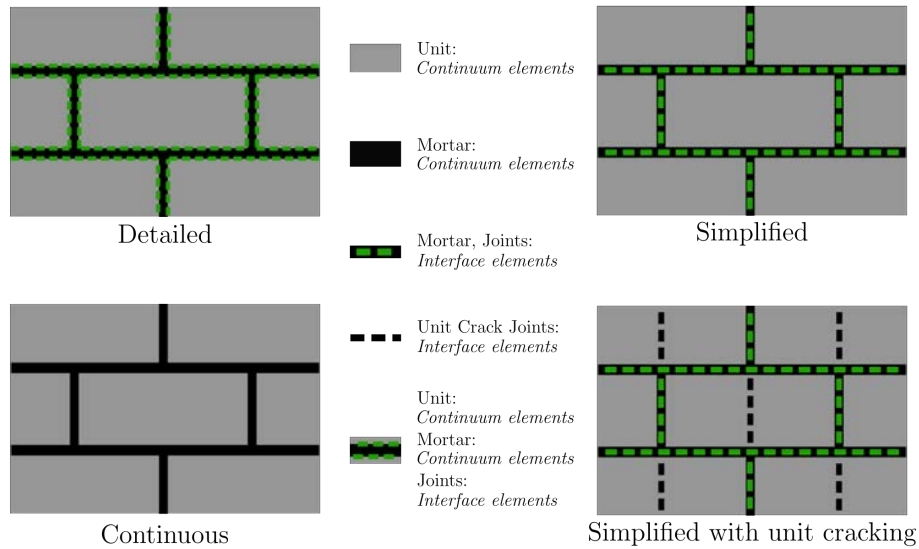 Detailed
Continuous
Unit:
Continuum elements
Mortar:
Continuum elements
Mortar, Joints:
Interface elements
Unit Crack Joints:
Interface elements
Unit:
Continuum elements
Mortar:
Continuum elements
Joints:
Interface elements
Simplified
Simplified with unit cracking